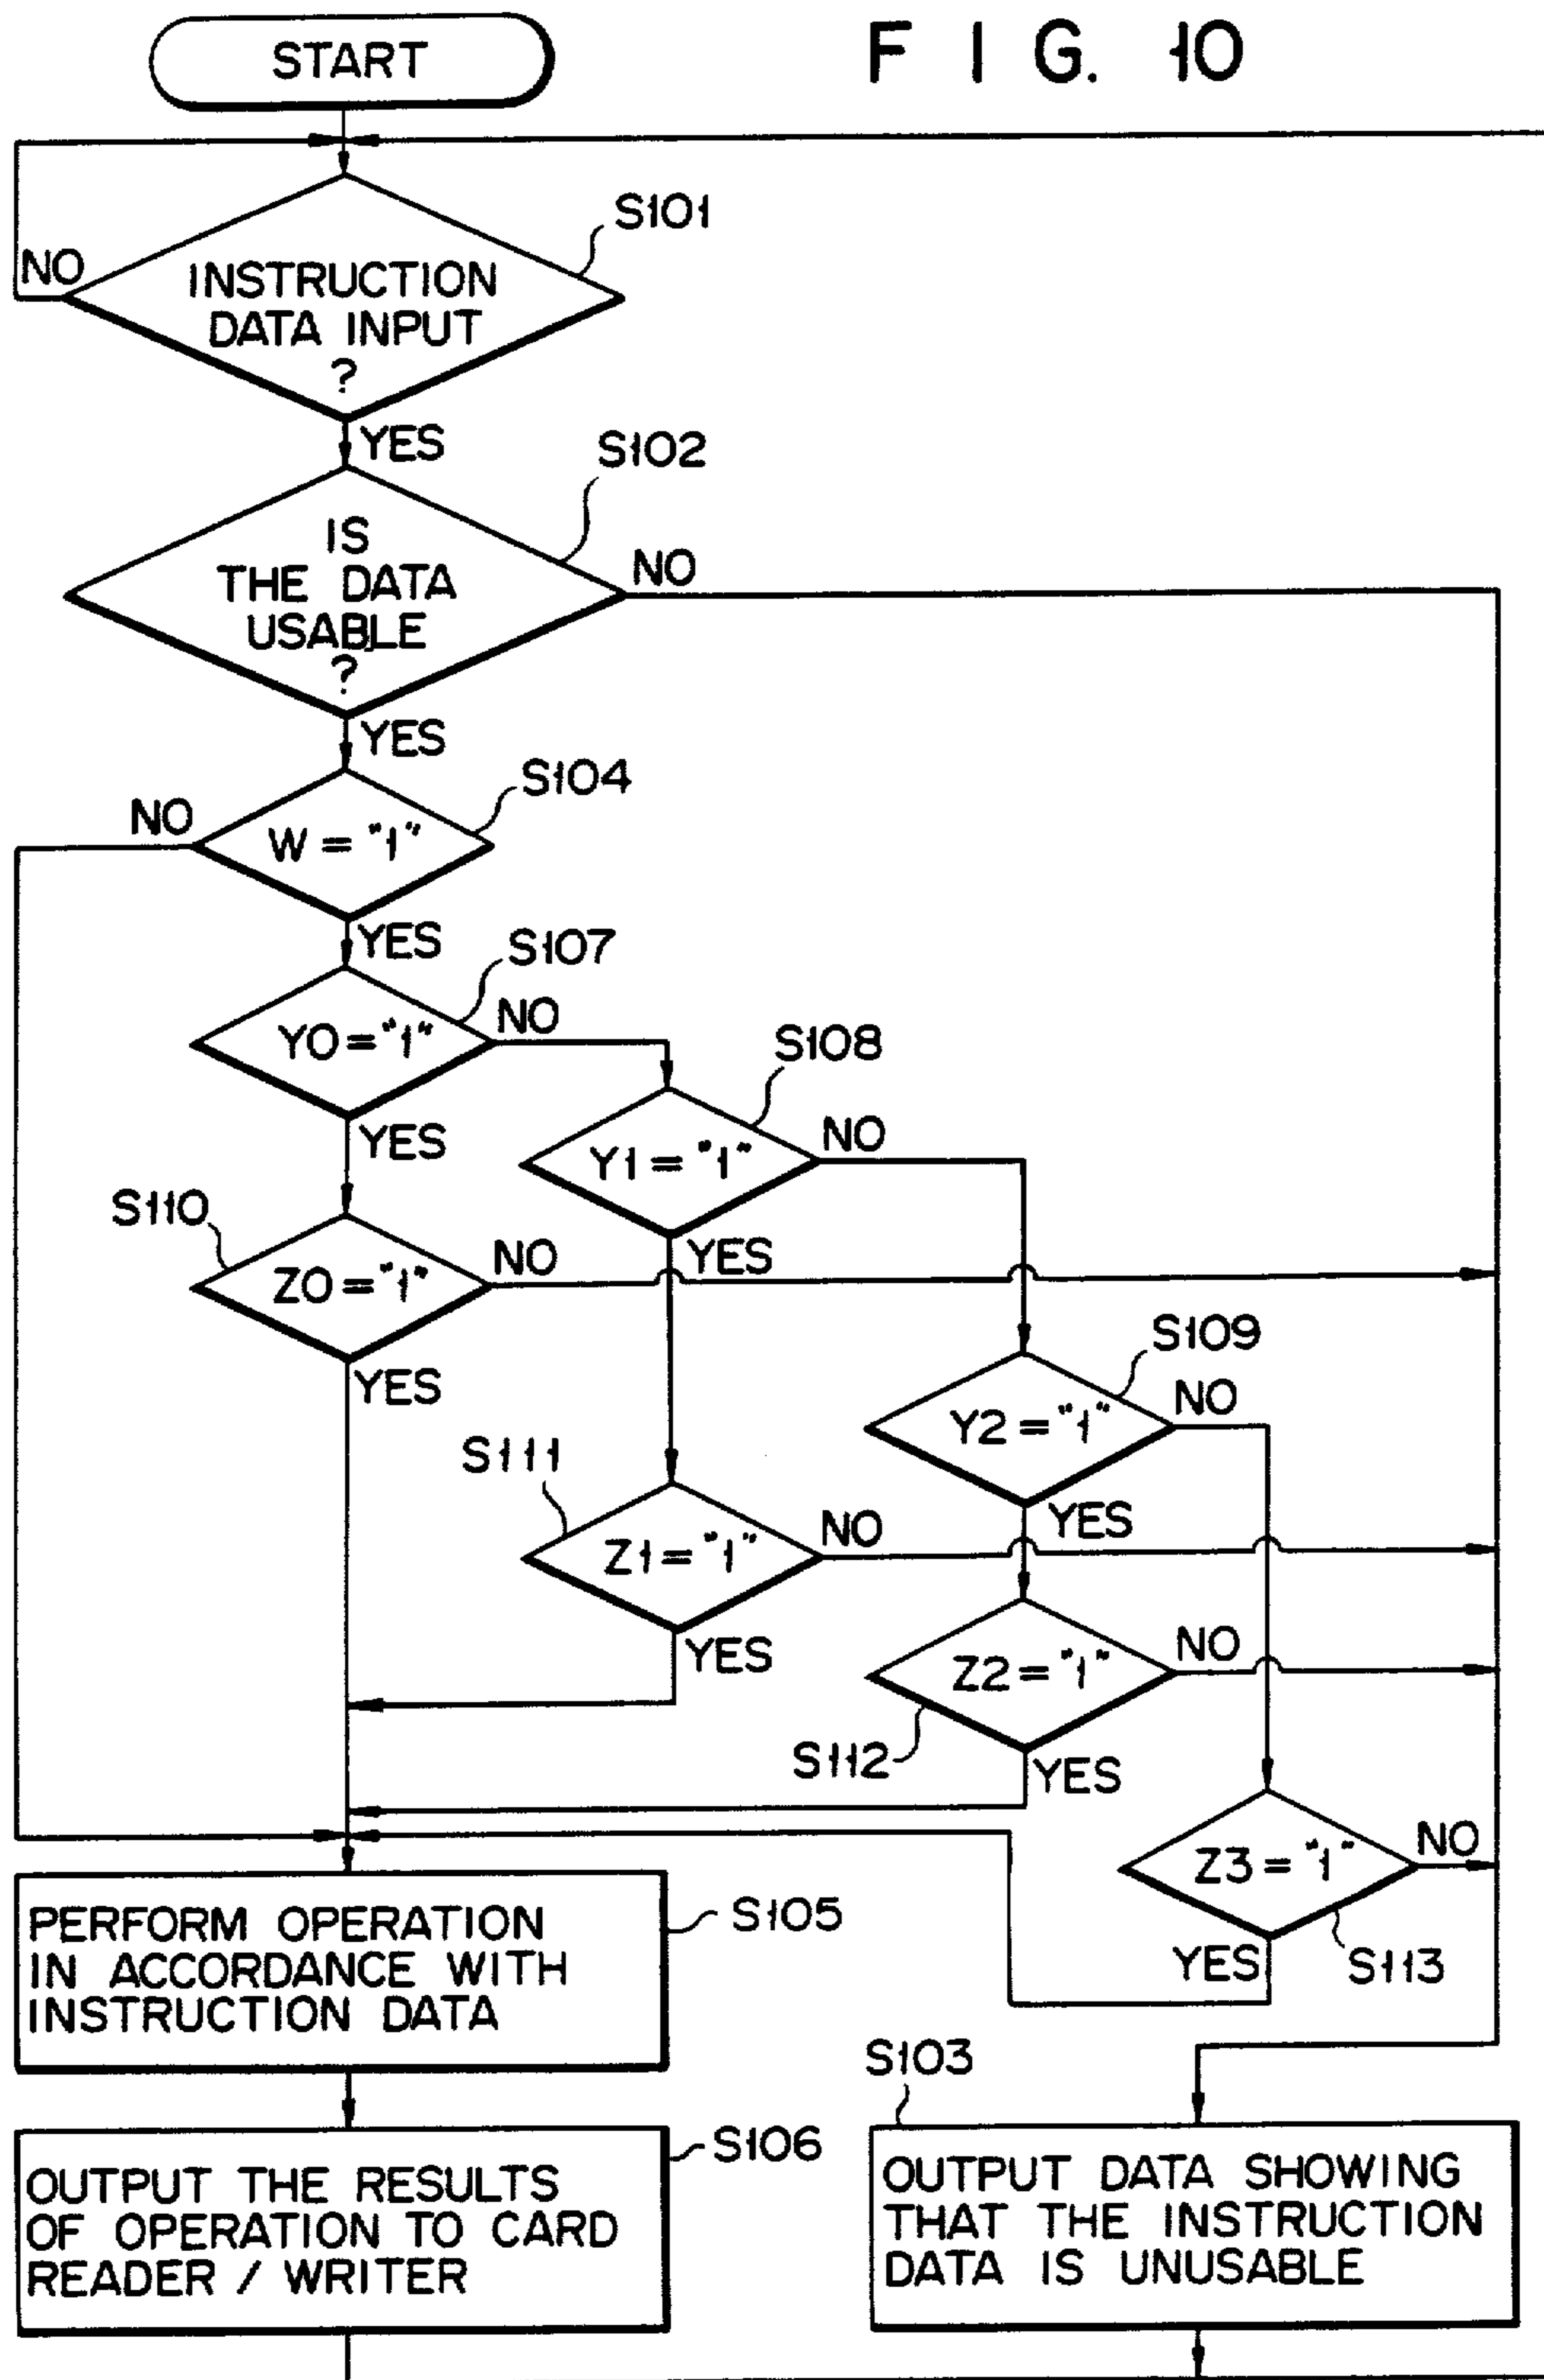 START
F I G. 10
S101
NO
INSTRUCTION
DATA INPUT
?
YES
S102
IS
THE DATA
USABLE
?
NO
YES
S104
NO
W = "1"
YES
S107
Y0 = "1"
NO
S108
YES
Y1 = "1"
NO
S110
YES
Z0 = "1"
NO
S109
YES
Y2 = "1"
NO
S111
YES
Z1 = "1"
NO
YES
Z2 = "1"
NO
S112
YES
Z3 = "1"
NO
YES
S113
PERFORM OPERATION
IN ACCORDANCE WITH
INSTRUCTION DATA
S105
S103
OUTPUT THE RESULTS
OF OPERATION TO CARD
READER / WRITER
S106
OUTPUT DATA SHOWING
THAT THE INSTRUCTION
DATA IS UNUSABLE